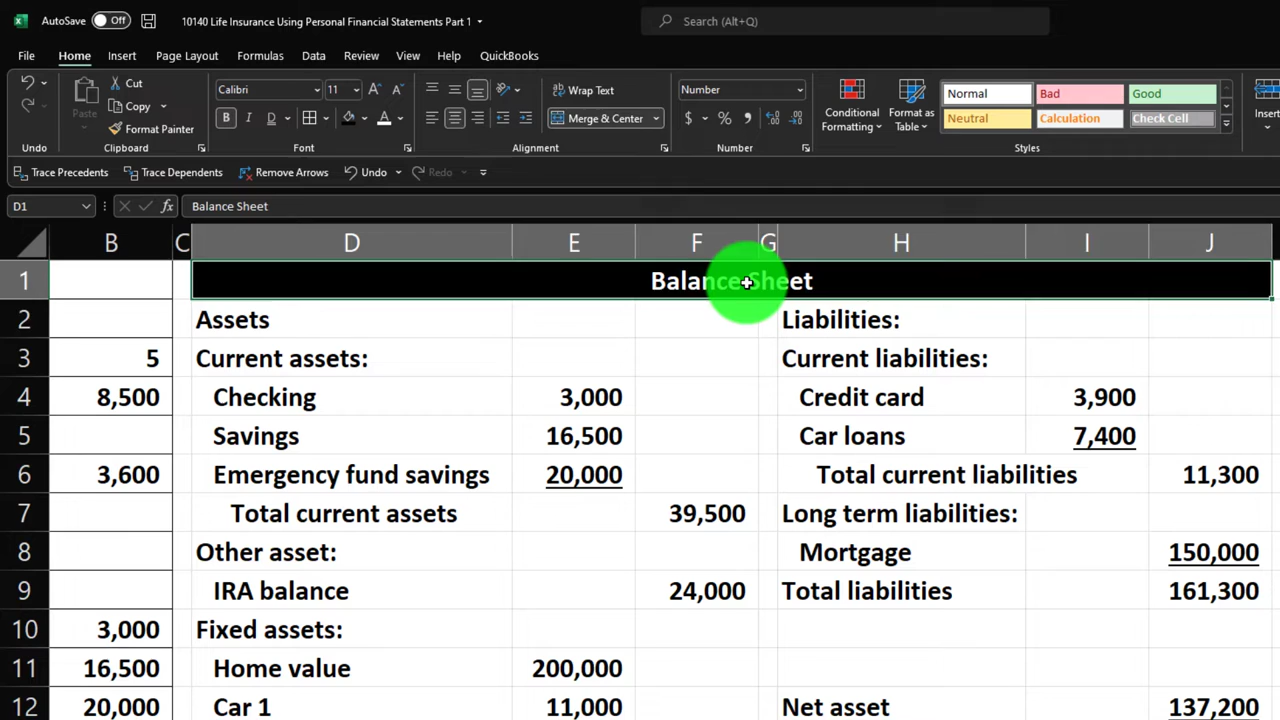 AutoSave Off 10140 Life Insurance Using Personal Financial Statements Part 1 Search (Alt+Q)
File Home Insert Page Layout Formulas Data Review View Help QuickBooks
Paste Cut Copy Format Painter
Calibri 11 A A
B I D A
Wrap Text
Merge & Center
Number
$ % ,
Conditional Formatting
Format as Table
Normal Bad Good
Neutral Calculation Check Cell
Insert
Undo Clipboard Font Alignment Number Styles
Trace Precedents Trace Dependents Remove Arrows Undo Redo
D1 fx Balance Sheet
B C D E F G H I J
1 Balance Sheet
2 Assets Liabilities:
3 5 Current assets: Current liabilities:
4 8,500 Checking 3,000 Credit card 3,900
5 Savings 16,500 Car loans 7,400
6 3,600 Emergency fund savings 20,000 Total current liabilities 11,300
7 Total current assets 39,500 Long term liabilities:
8 Other asset: Mortgage 150,000
9 IRA balance 24,000 Total liabilities 161,300
10 3,000 Fixed assets:
11 16,500 Home value 200,000
12 20,000 Car 1 11,000 Net asset 137,200